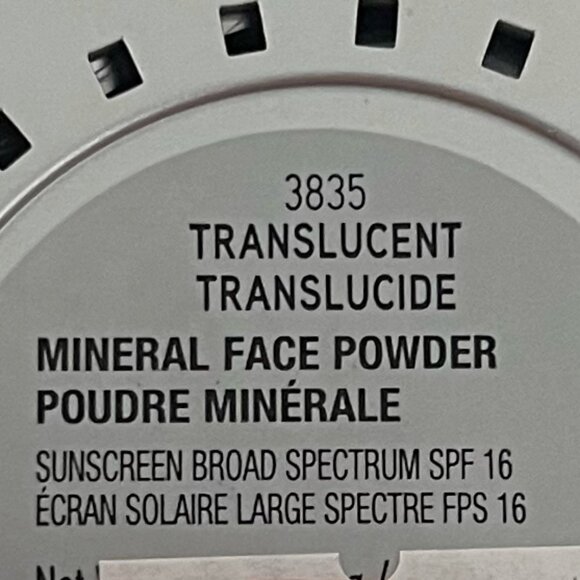 3835
TRANSLUCENT
TRANSLUCIDE
MINERAL FACE POWDER
POUDRE MINÉRALE
SUNSCREEN BROAD SPECTRUM SPF 16
ÉCRAN SOLAIRE LARGE SPECTRE FPS 16